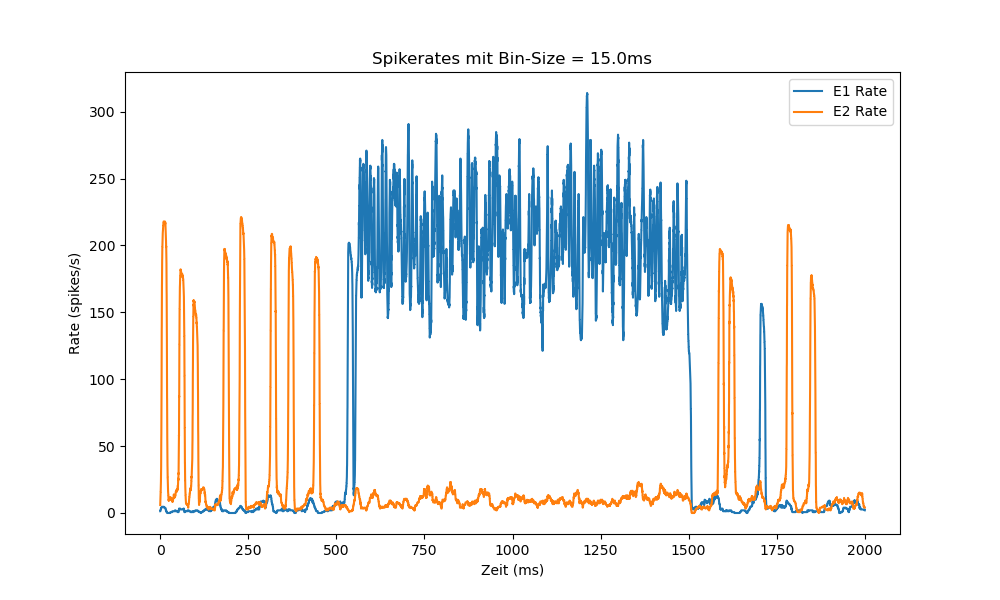 Spikerates mit Bin-Size = 15.0ms
E1 Rate
E2 Rate
Rate (spikes/s)
300
250
200
150
100
50
0
0 250 500 750 1000 1250 1500 1750 2000
Zeit (ms)